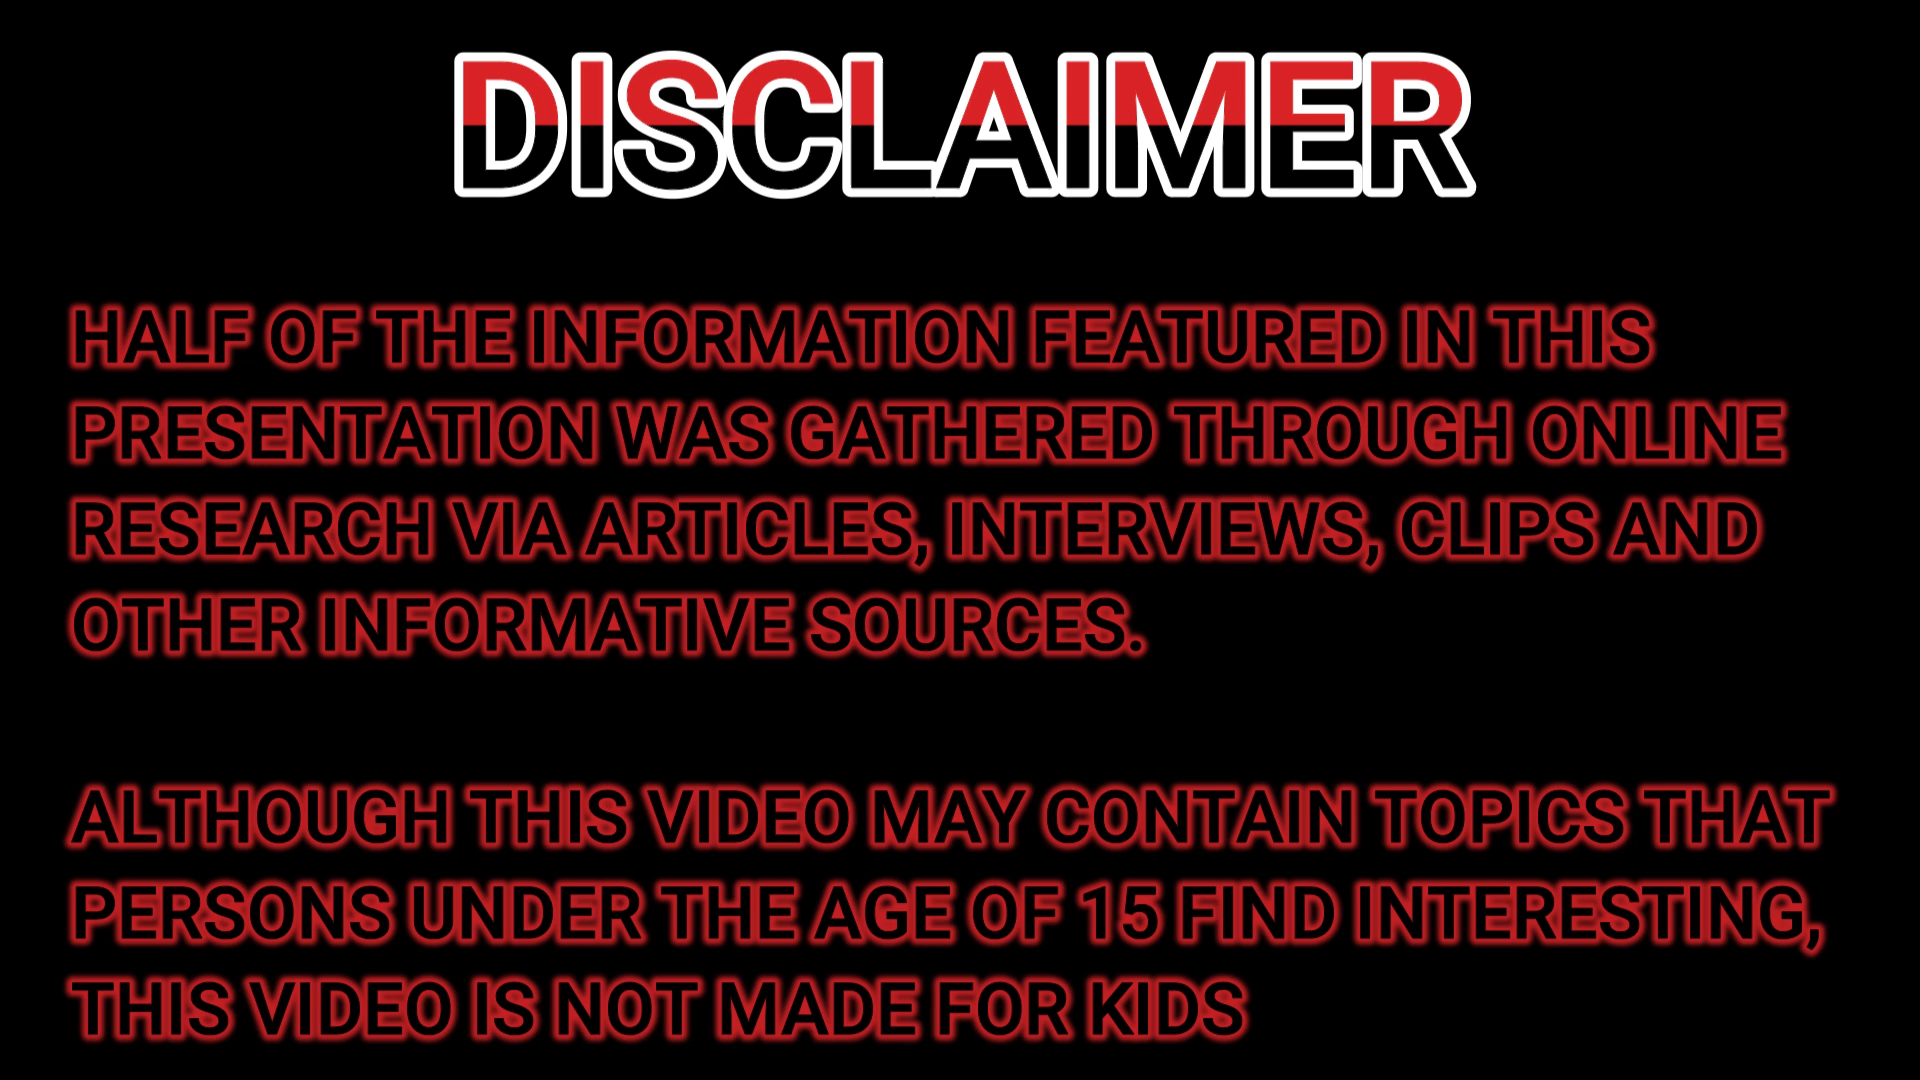 DISCLAIMER
HALF OF THE INFORMATION FEATURED IN THIS
PRESENTATION WAS GATHERED THROUGH ONLINE
RESEARCH VIA ARTICLES, INTERVIEWS, CLIPS AND
OTHER INFORMATIVE SOURCES.
ALTHOUGH THIS VIDEO MAY CONTAIN TOPICS THAT
PERSONS UNDER THE AGE OF 15 FIND INTERESTING,
THIS VIDEO IS NOT MADE FOR KIDS